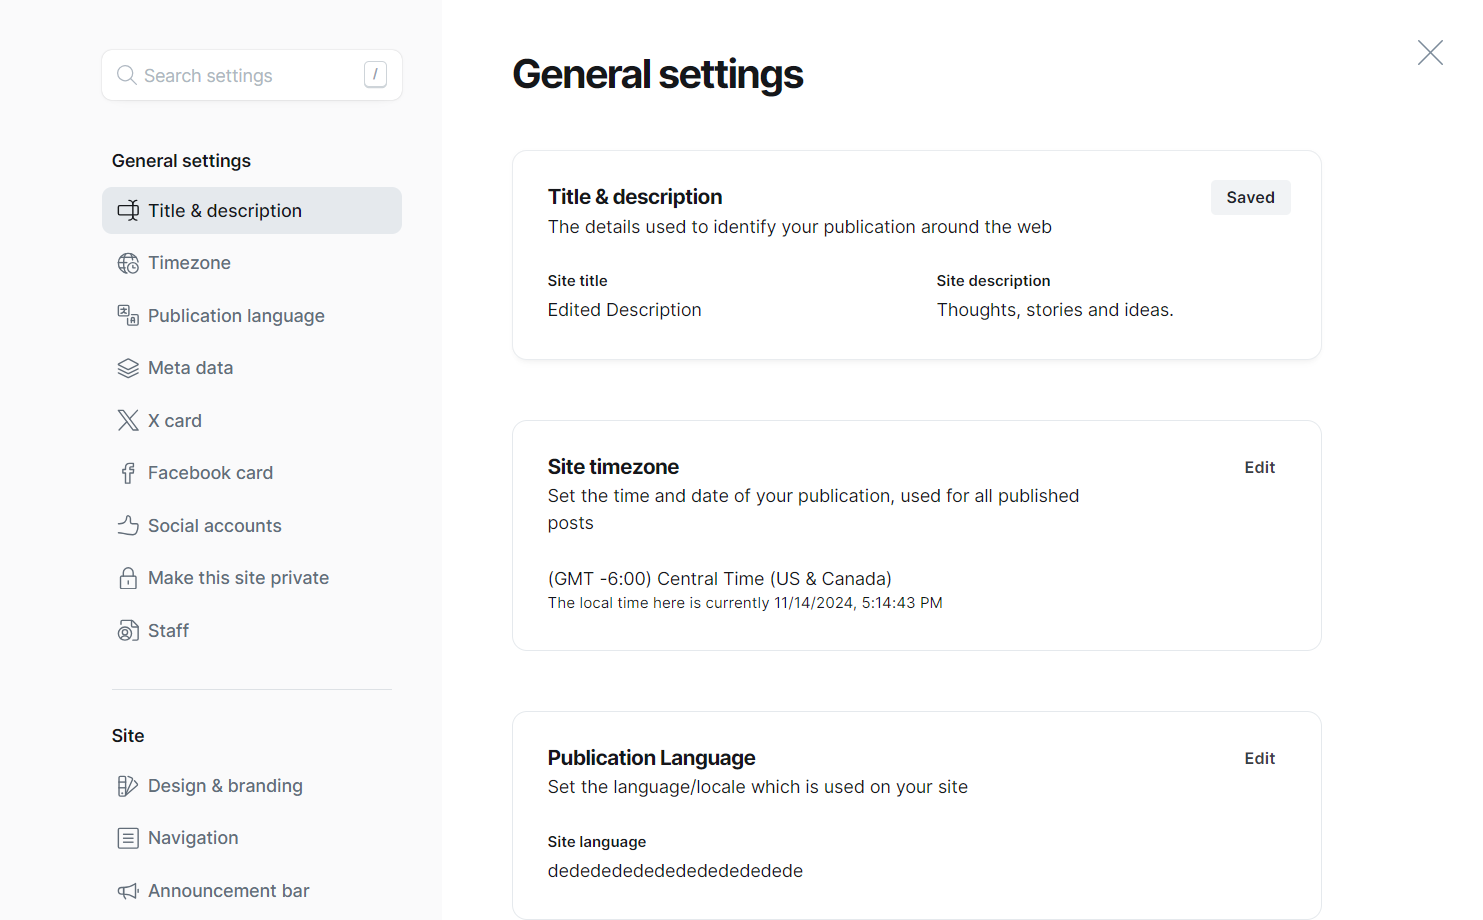 Search settings /
General settings
Title & description
Timezone
Publication language
Meta data
X card
Facebook card
Social accounts
Make this site private
Staff
Site
Design & branding
Navigation
Announcement bar
General settings
Title & description
Saved
The details used to identify your publication around the web
Site title
Edited Description
Site description
Thoughts, stories and ideas.
Site timezone
Edit
Set the time and date of your publication, used for all published
posts
(GMT -6:00) Central Time (US & Canada)
The local time here is currently 11/14/2024, 5:14:43 PM
Publication Language
Edit
Set the language/locale which is used on your site
Site language
dededededededededededede